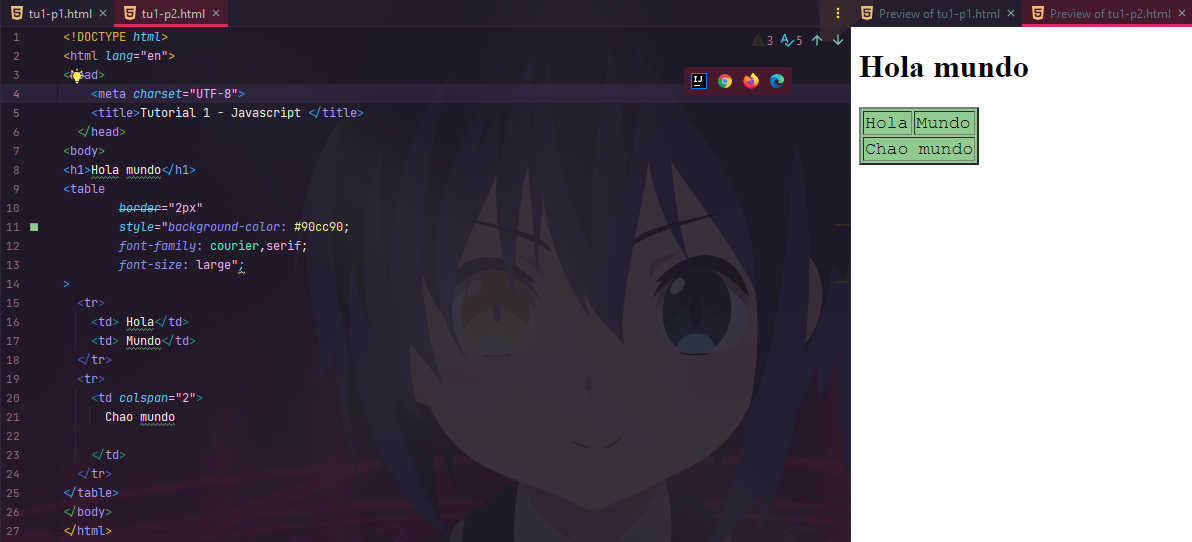 tu1-p1.html tu1-p2.html Preview of tu1-p1.html Preview of tu1-p2.html
3 5
1 <!DOCTYPE html>
2 <html lang="en">
3 <head>
4 <meta charset="UTF-8">
5 <title>Tutorial 1 - Javascript </title>
6 </head>
7 <body>
8 <h1>Hola mundo</h1>
9 <table
10 border="2px"
11 style="background-color: #90cc90;
12 font-family: courier,serif;
13 font-size: large";
14 >
15 <tr>
16 <td> Hola</td>
17 <td> Mundo</td>
18 </tr>
19 <tr>
20 <td colspan="2">
21 Chao mundo
22
23 </td>
24 </tr>
25 </table>
26 </body>
27 </html>
IJ
Hola mundo
Hola Mundo
Chao mundo